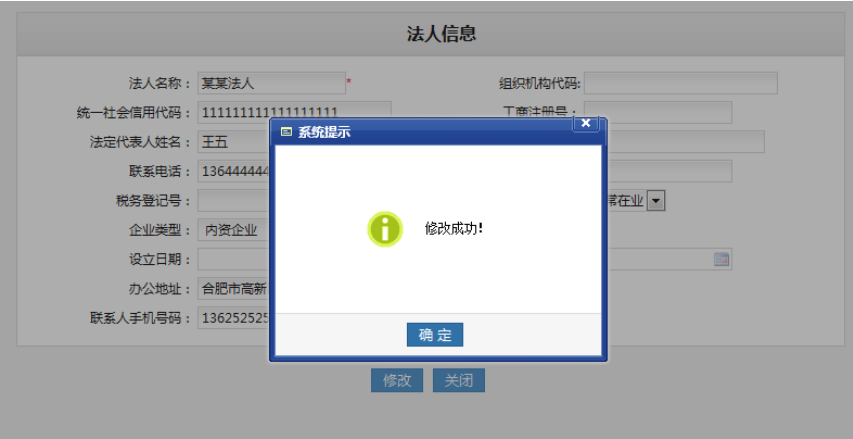 法人信息
法人名称： 某某法人 * 组织机构代码:
统一社会信用代码： 111111111111111111 工商注册号：
系统提示
法定代表人姓名： 王五
联系电话： 136444444
税务登记号： 常在业
企业类型： 内资企业
修改成功!
设立日期：
办公地址： 合肥市高新
联系人手机号码： 136252525
确 定
修改 关闭